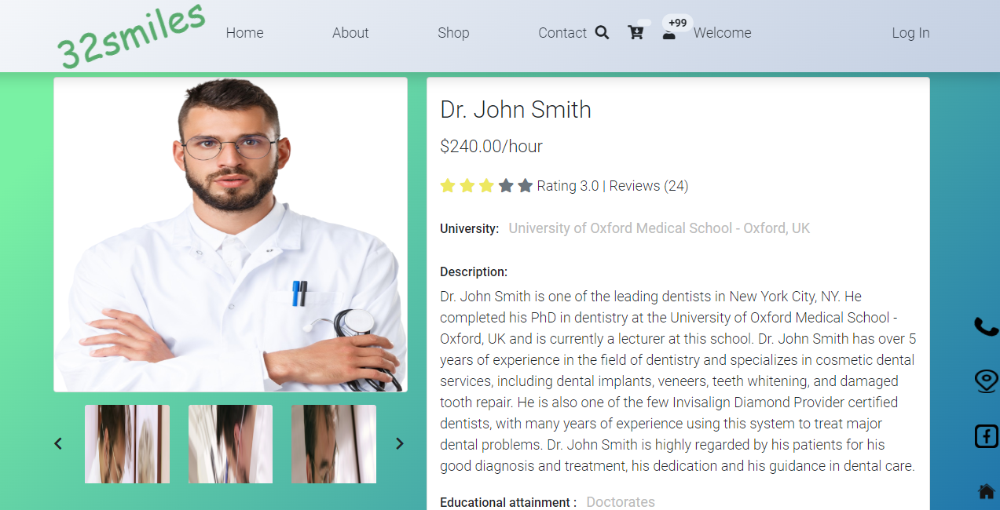 32smiles
Home About Shop Contact +99 Welcome Log In
Dr. John Smith
$240.00/hour
Rating 3.0 | Reviews (24)
University: University of Oxford Medical School - Oxford, UK
Description:
Dr. John Smith is one of the leading dentists in New York City, NY. He
completed his PhD in dentistry at the University of Oxford Medical School -
Oxford, UK and is currently a lecturer at this school. Dr. John Smith has over 5
years of experience in the field of dentistry and specializes in cosmetic dental
services, including dental implants, veneers, teeth whitening, and damaged
tooth repair. He is also one of the few Invisalign Diamond Provider certified
dentists, with many years of experience using this system to treat major
dental problems. Dr. John Smith is highly regarded by his patients for his
good diagnosis and treatment, his dedication and his guidance in dental care.
Educational attainment : Doctorates